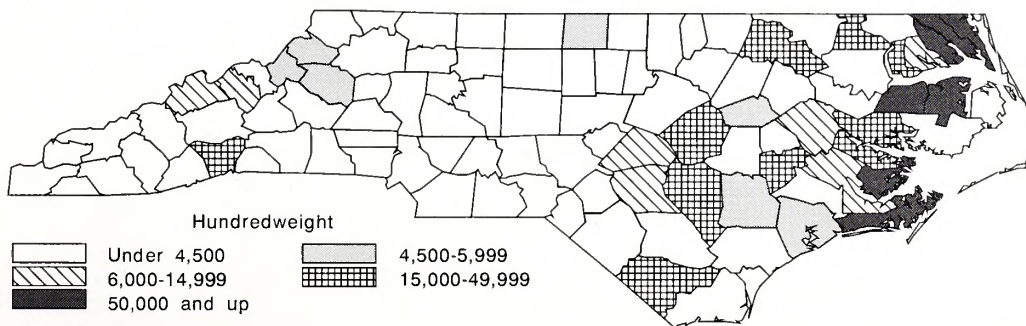 Hundredweight
Under 4,500
4,500-5,999
6,000-14,999
15,000-49,999
50,000 and up